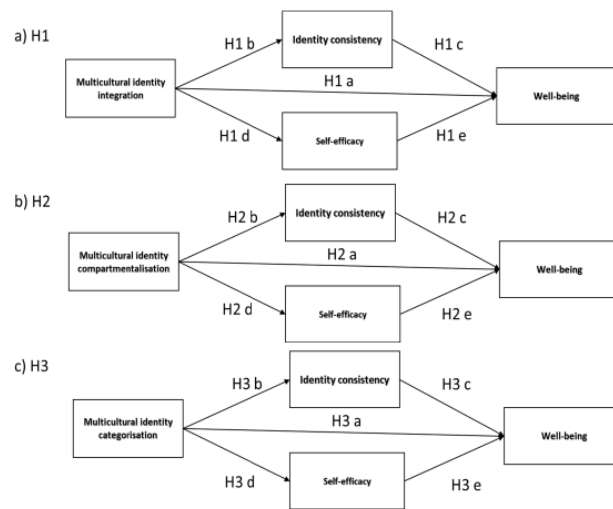 a) H1
Identity consistency
H1 b
H1 c
Multicultural identity
integration
H1 a
Well-being
H1 d
Self-efficacy
H1 e
b) H2
Identity consistency
H2 b
H2 c
Multicultural identity
compartmentalisation
H2 a
Well-being
H2 d
Self-efficacy
H2 e
c) H3
Identity consistency
H3 b
H3 c
Multicultural identity
categorisation
H3 a
Well-being
H3 d
Self-efficacy
H3 e